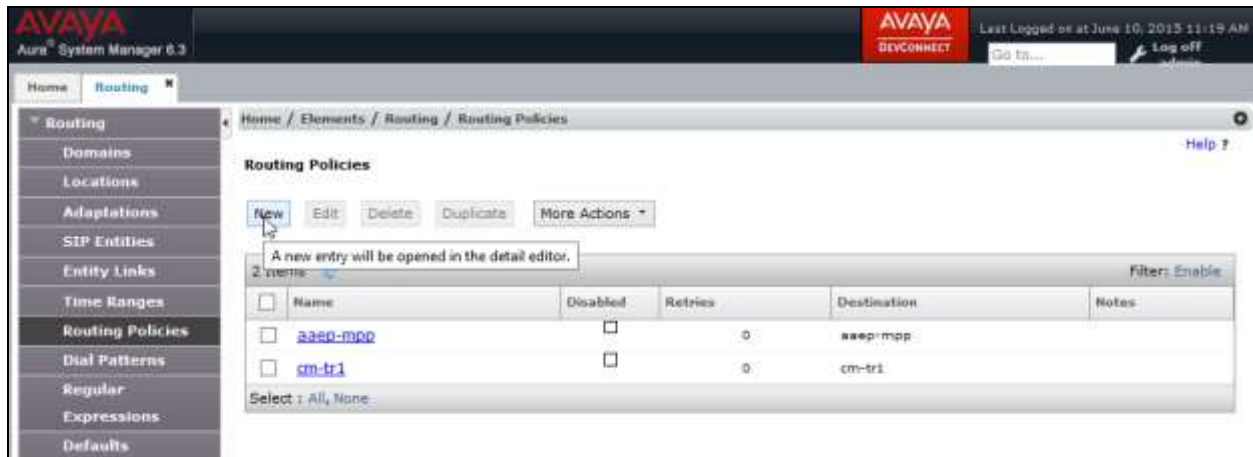 AVAYA
Aura® System Manager 6.3
AVAYA
DEVCONNECT
Last Logged on at June 10, 2015 11:19 AM
Go to...
Log off
admin
Home
Routing ✖
Routing
Domains
Locations
Adaptations
SIP Entities
Entity Links
Time Ranges
Routing Policies
Dial Patterns
Regular
Expressions
Defaults
Home / Elements / Routing / Routing Policies
Help ?
Routing Policies
New Edit Delete Duplicate More Actions
A new entry will be opened in the detail editor.
2 Items Filter: Enable
Name Disabled Retries Destination Notes
aaep-mpp 0 aaep-mpp
cm-tr1 0 cm-tr1
Select : All, None